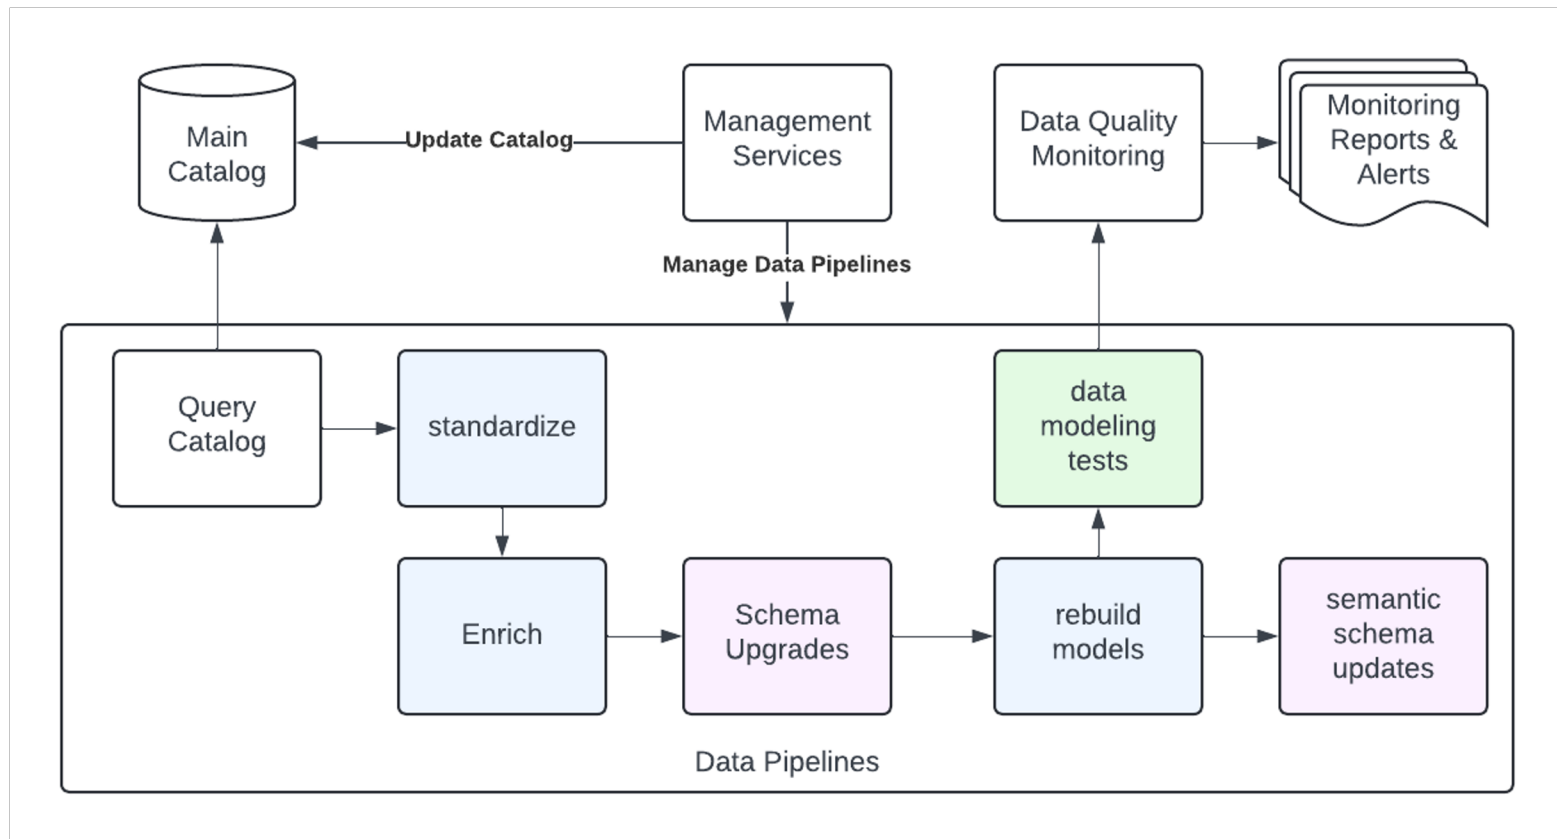 Main
Catalog
Update Catalog
Management
Services
Data Quality
Monitoring
Monitoring
Reports &
Alerts
Manage Data Pipelines
Query
Catalog
standardize
data
modeling
tests
Enrich
Schema
Upgrades
rebuild
models
semantic
schema
updates
Data Pipelines